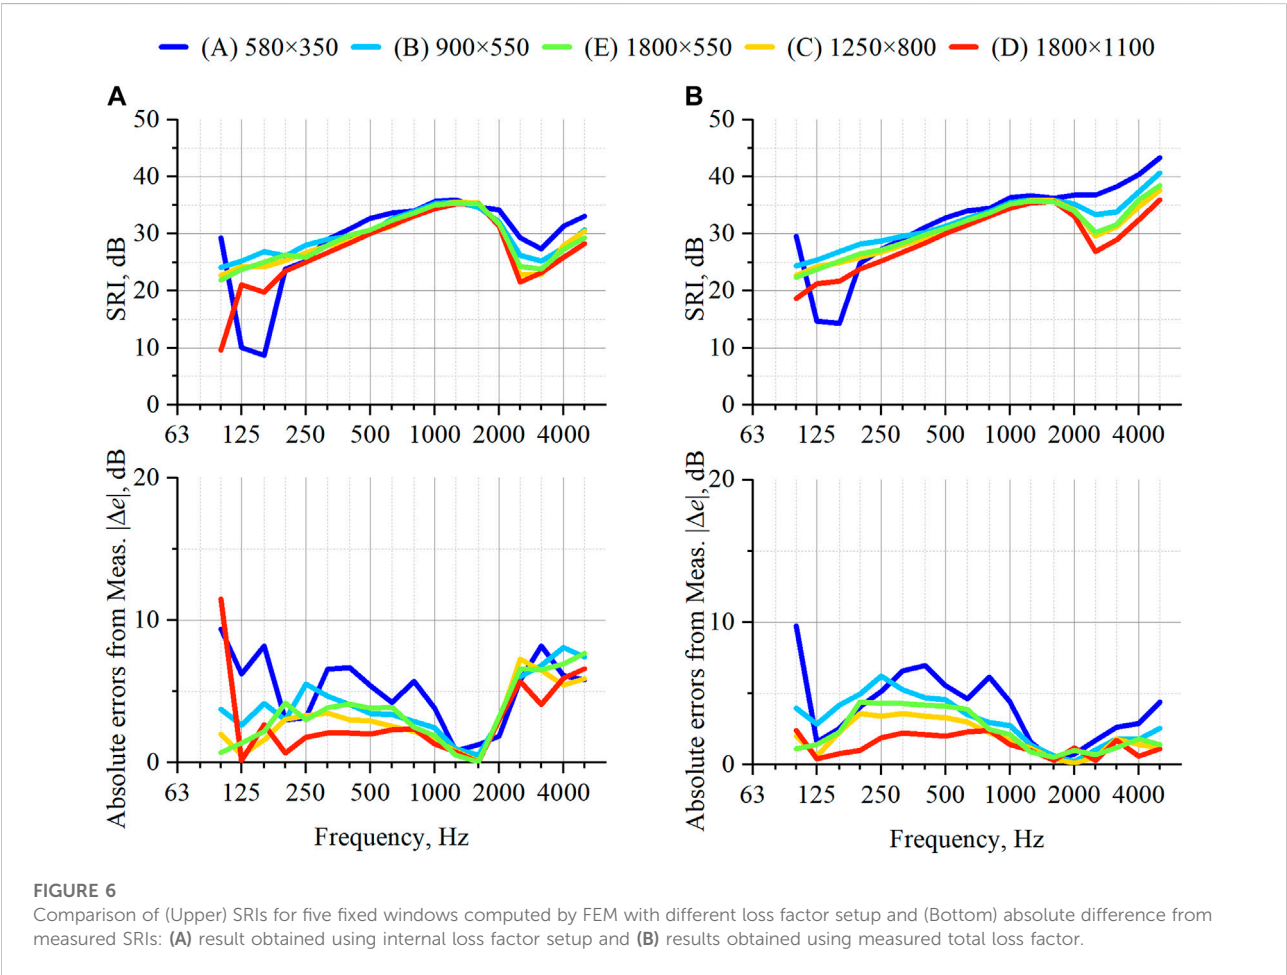 (A) 580×350 (B) 900×550 (E) 1800×550 (C) 1250×800 (D) 1800×1100
A
SRI, dB
50
40
30
20
10
0
63 125 250 500 1000 2000 4000
B
SRI, dB
50
40
30
20
10
0
63 125 250 500 1000 2000 4000
Absolute errors from Meas. |Δe|, dB
20
10
0
63 125 250 500 1000 2000 4000
Frequency, Hz
Absolute errors from Meas. |Δe|, dB
20
10
0
63 125 250 500 1000 2000 4000
Frequency, Hz
FIGURE 6
Comparison of (Upper) SRIs for five fixed windows computed by FEM with different loss factor setup and (Bottom) absolute difference from
measured SRIs: (A) result obtained using internal loss factor setup and (B) results obtained using measured total loss factor.